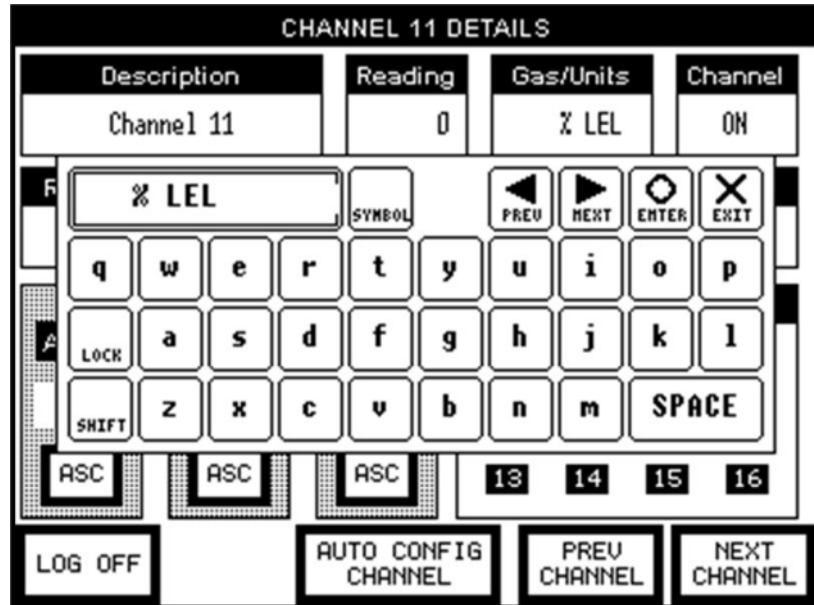 CHANNEL 11 DETAILS
Description Reading Gas/Units Channel
Channel 11 0 % LEL ON
% LEL SYMBOL PREV NEXT ENTER EXIT
q w e r t y u i o p
LOCK a s d f g h j k l
SHIFT z x c v b n m SPACE
ASC ASC ASC 13 14 15 16
LOG OFF AUTO CONFIG CHANNEL PREV CHANNEL NEXT CHANNEL